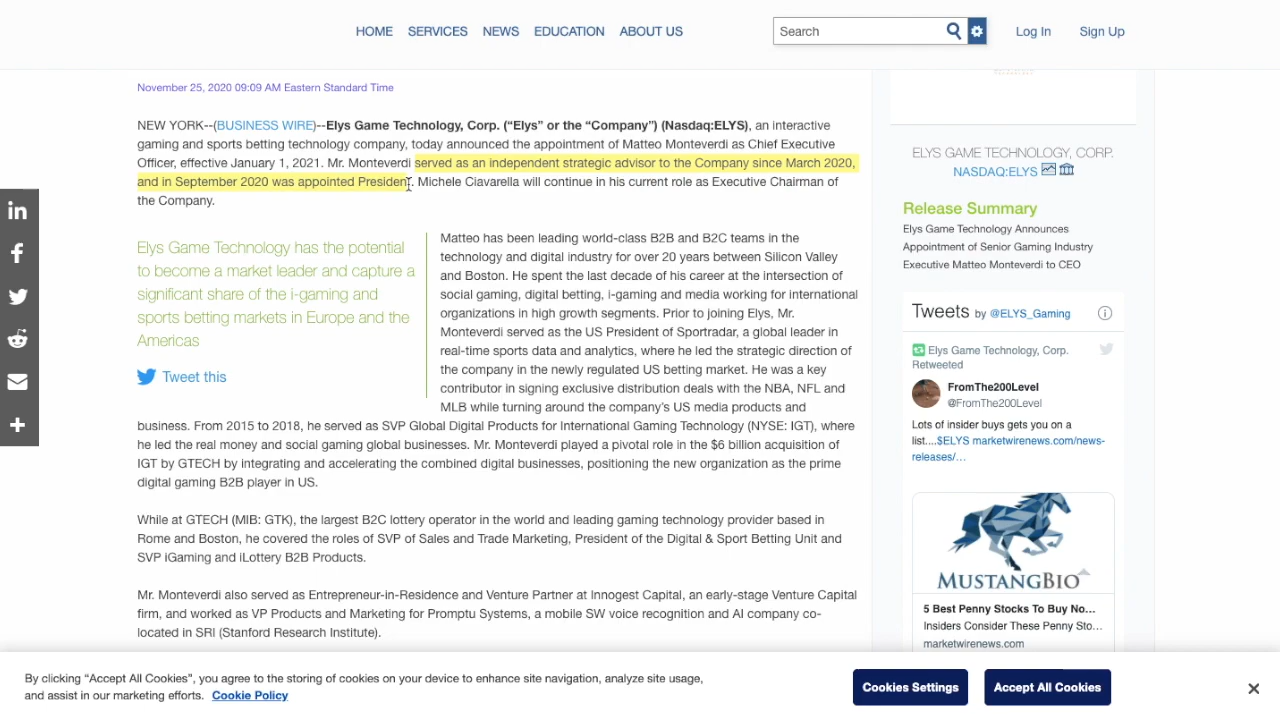 HOME SERVICES NEWS EDUCATION ABOUT US Search Log In Sign Up
November 25, 2020 09:09 AM Eastern Standard Time
NEW YORK--(BUSINESS WIRE)--Elys Game Technology, Corp. (“Elys” or the “Company”) (Nasdaq:ELYS), an interactive
gaming and sports betting technology company, today announced the appointment of Matteo Monteverdi as Chief Executive
Officer, effective January 1, 2021. Mr. Monteverdi served as an independent strategic advisor to the Company since March 2020,
and in September 2020 was appointed President. Michele Ciavarella will continue in his current role as Executive Chairman of
the Company.
Elys Game Technology has the potential
to become a market leader and capture a
significant share of the i-gaming and
sports betting markets in Europe and the
Americas
Tweet this
Matteo has been leading world-class B2B and B2C teams in the
technology and digital industry for over 20 years between Silicon Valley
and Boston. He spent the last decade of his career at the intersection of
social gaming, digital betting, i-gaming and media working for international
organizations in high growth segments. Prior to joining Elys, Mr.
Monteverdi served as the US President of Sportradar, a global leader in
real-time sports data and analytics, where he led the strategic direction of
the company in the newly regulated US betting market. He was a key
contributor in signing exclusive distribution deals with the NBA, NFL and
MLB while turning around the company’s US media products and
business. From 2015 to 2018, he served as SVP Global Digital Products for International Gaming Technology (NYSE: IGT), where
he led the real money and social gaming global businesses. Mr. Monteverdi played a pivotal role in the $6 billion acquisition of
IGT by GTECH by integrating and accelerating the combined digital businesses, positioning the new organization as the prime
digital gaming B2B player in US.
While at GTECH (MIB: GTK), the largest B2C lottery operator in the world and leading gaming technology provider based in
Rome and Boston, he covered the roles of SVP of Sales and Trade Marketing, President of the Digital & Sport Betting Unit and
SVP iGaming and iLottery B2B Products.
Mr. Monteverdi also served as Entrepreneur-in-Residence and Venture Partner at Innogest Capital, an early-stage Venture Capital
firm, and worked as VP Products and Marketing for Promptu Systems, a mobile SW voice recognition and AI company co-
located in SRI (Stanford Research Institute).
ELYS GAME TECHNOLOGY, CORP.
NASDAQ:ELYS
Release Summary
Elys Game Technology Announces
Appointment of Senior Gaming Industry
Executive Matteo Monteverdi to CEO
Tweets by @ELYS_Gaming
Elys Game Technology, Corp.
Retweeted
FromThe200Level
@FromThe200Level
Lots of insider buys gets you on a
list....$ELYS marketwirenews.com/news-
releases/…
MUSTANGBIO
5 Best Penny Stocks To Buy No...
Insiders Consider These Penny Sto...
marketwirenews.com
By clicking “Accept All Cookies”, you agree to the storing of cookies on your device to enhance site navigation, analyze site usage,
and assist in our marketing efforts. Cookie Policy
Cookies Settings
Accept All Cookies